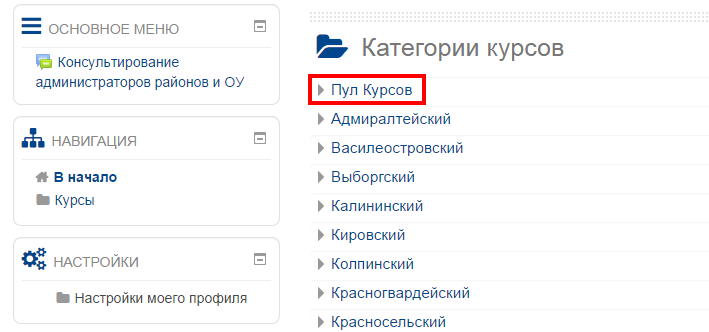 ОСНОВНОЕ МЕНЮ
Консультирование
администраторов районов и ОУ
НАВИГАЦИЯ
В начало
Курсы
НАСТРОЙКИ
Настройки моего профиля
Категории курсов
Пул Курсов
Адмиралтейский
Василеостровский
Выборгский
Калининский
Кировский
Колпинский
Красногвардейский
Красносельский